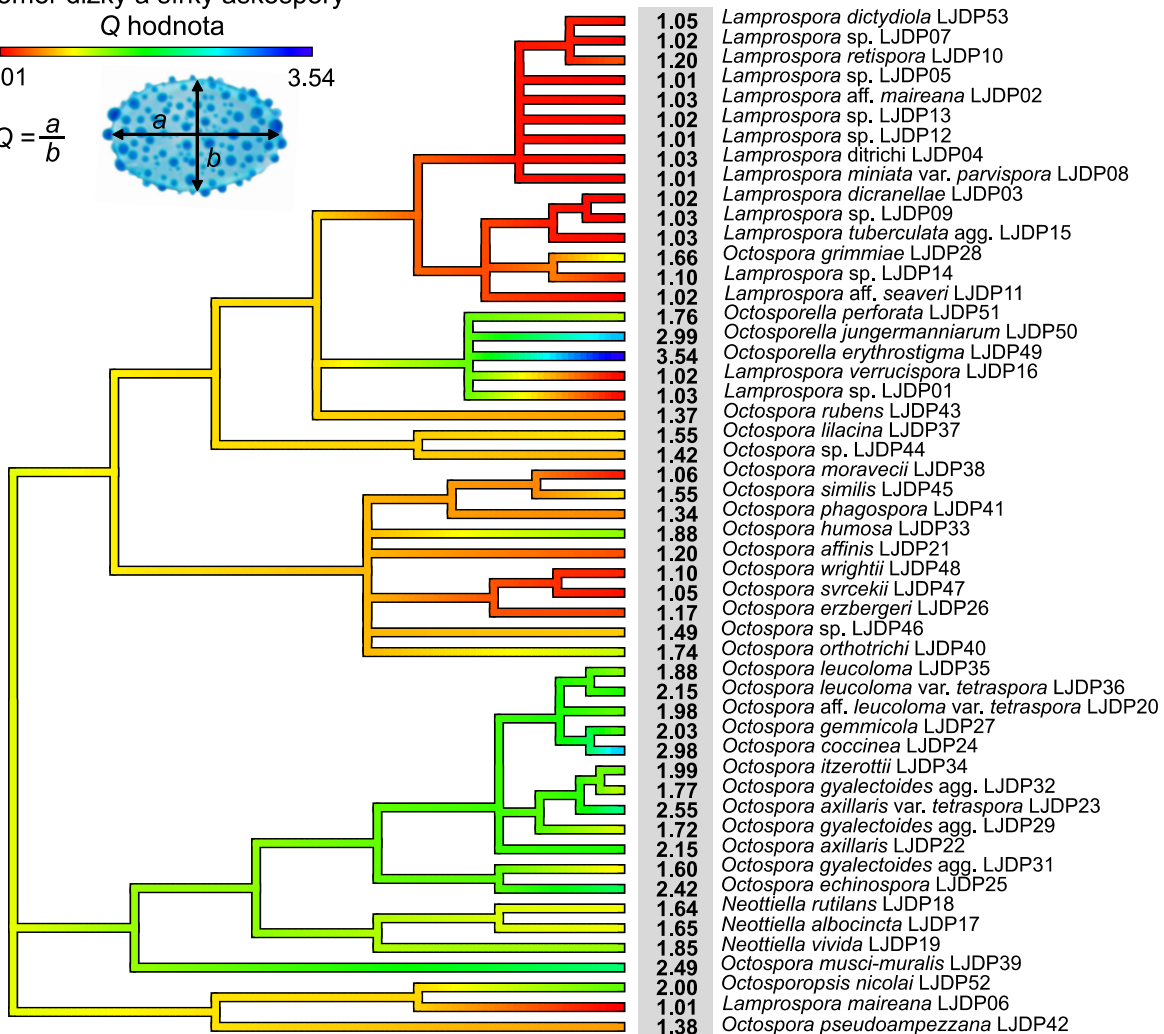 Q hodnota
01 3.54
Q = a/b
a
b
1.05 Lamprospora dictydiola LJDP53
1.02 Lamprospora sp. LJDP07
1.20 Lamprospora retispora LJDP10
1.01 Lamprospora sp. LJDP05
1.03 Lamprospora aff. maireana LJDP02
1.02 Lamprospora sp. LJDP13
1.01 Lamprospora sp. LJDP12
1.03 Lamprospora ditrichi LJDP04
1.01 Lamprospora miniata var. parvispora LJDP08
1.02 Lamprospora dicranellae LJDP03
1.03 Lamprospora sp. LJDP09
1.03 Lamprospora tuberculata agg. LJDP15
1.66 Octospora grimmiae LJDP28
1.10 Lamprospora sp. LJDP14
1.02 Lamprospora aff. seaveri LJDP11
1.76 Octosporella perforata LJDP51
2.99 Octosporella jungermanniarum LJDP50
3.54 Octosporella erythrostigma LJDP49
1.02 Lamprospora verrucispora LJDP16
1.03 Lamprospora sp. LJDP01
1.37 Octospora rubens LJDP43
1.55 Octospora lilacina LJDP37
1.42 Octospora sp. LJDP44
1.06 Octospora moravecii LJDP38
1.55 Octospora similis LJDP45
1.34 Octospora phagospora LJDP41
1.88 Octospora humosa LJDP33
1.20 Octospora affinis LJDP21
1.10 Octospora wrightii LJDP48
1.05 Octospora svrcekii LJDP47
1.17 Octospora erzbergeri LJDP26
1.49 Octospora sp. LJDP46
1.74 Octospora orthotrichi LJDP40
1.88 Octospora leucoloma LJDP35
2.15 Octospora leucoloma var. tetraspora LJDP36
1.98 Octospora aff. leucoloma var. tetraspora LJDP20
2.03 Octospora gemmicola LJDP27
2.98 Octospora coccinea LJDP24
1.99 Octospora itzerottii LJDP34
1.77 Octospora gyalectoides agg. LJDP32
2.55 Octospora axillaris var. tetraspora LJDP23
1.72 Octospora gyalectoides agg. LJDP29
2.15 Octospora axillaris LJDP22
1.60 Octospora gyalectoides agg. LJDP31
2.42 Octospora echinospora LJDP25
1.64 Neottiella rutilans LJDP18
1.65 Neottiella albocincta LJDP17
1.85 Neottiella vivida LJDP19
2.49 Octospora musci-muralis LJDP39
2.00 Octosporopsis nicolai LJDP52
1.01 Lamprospora maireana LJDP06
1.38 Octospora pseudoampezzana LJDP42